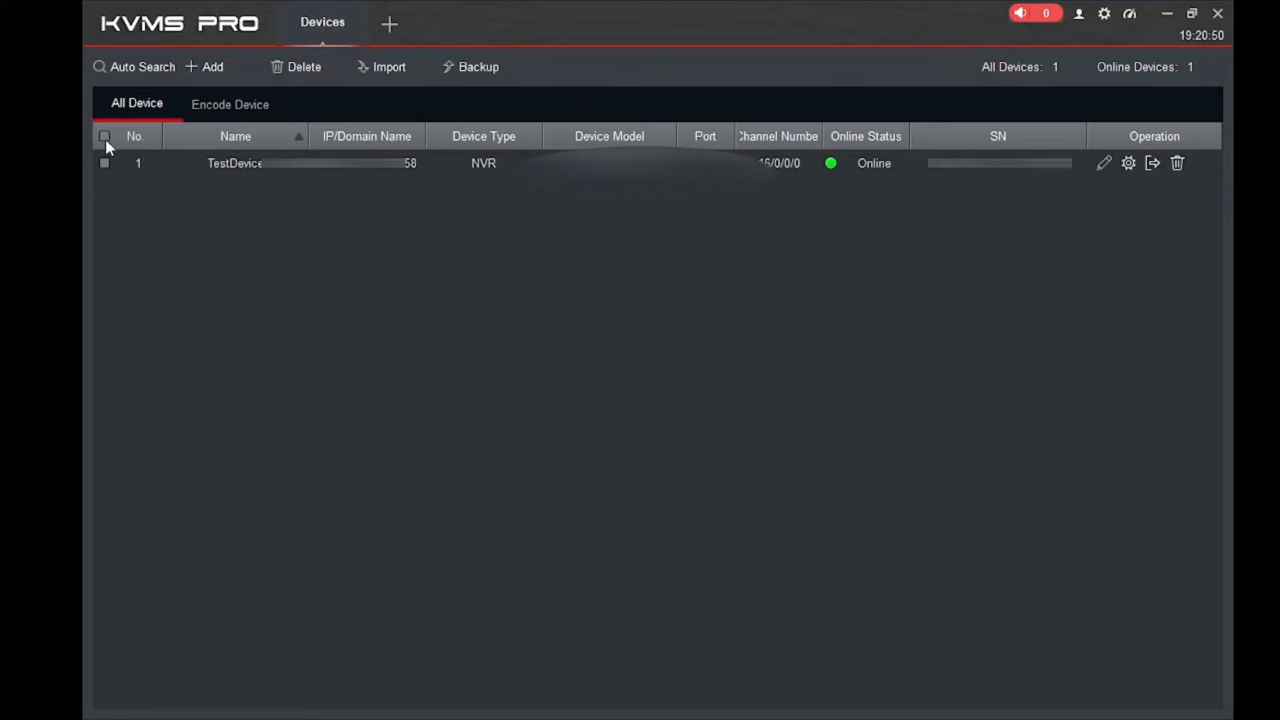 KVMS PRO Devices 0
19:20:50
Auto Search Add Delete Import Backup All Devices: 1 Online Devices: 1
All Device Encode Device
No. Name IP/Domain Name Device Type Device Model Port Channel Numbe Online Status SN Operation
1 TestDevice 58 NVR 16/0/0/0 Online